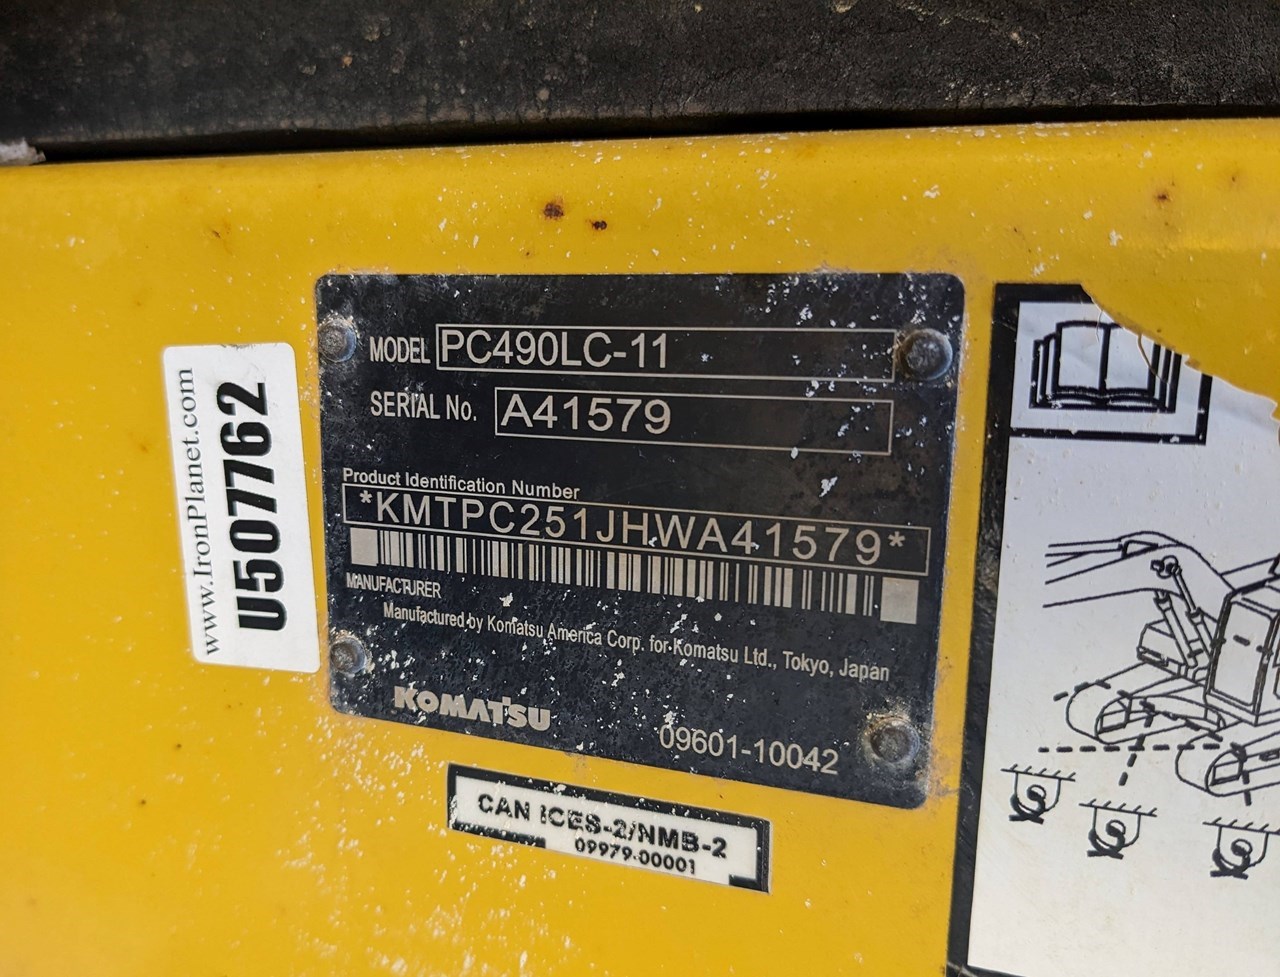 www.IronPlanet.com
U507762
MODEL PC490LC-11
SERIAL No. A41579
Product Identification Number
*KMTPC251JHWA41579*
MANUFACTURER
Manufactured by Komatsu America Corp. for Komatsu Ltd., Tokyo, Japan
KOMATSU
09601-10042
CAN ICES-2/NMB-2
09979-00001